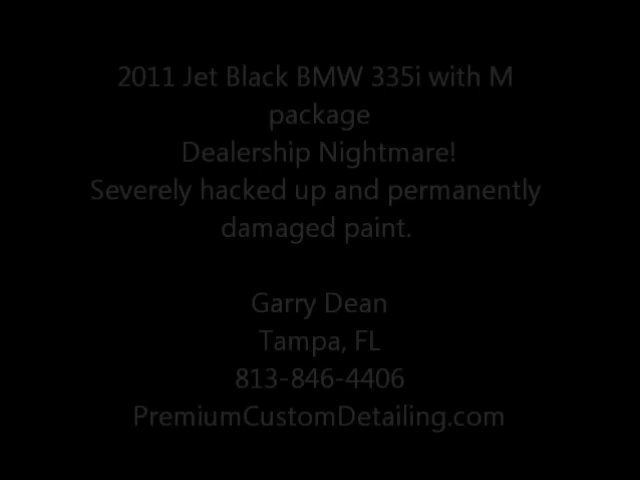 2011 Jet Black BMW 335i with M
package
Dealership Nightmare!
Severely hacked up and permanently
damaged paint.
Garry Dean
Tampa, FL
813-846-4406
PremiumCustomDetailing.com